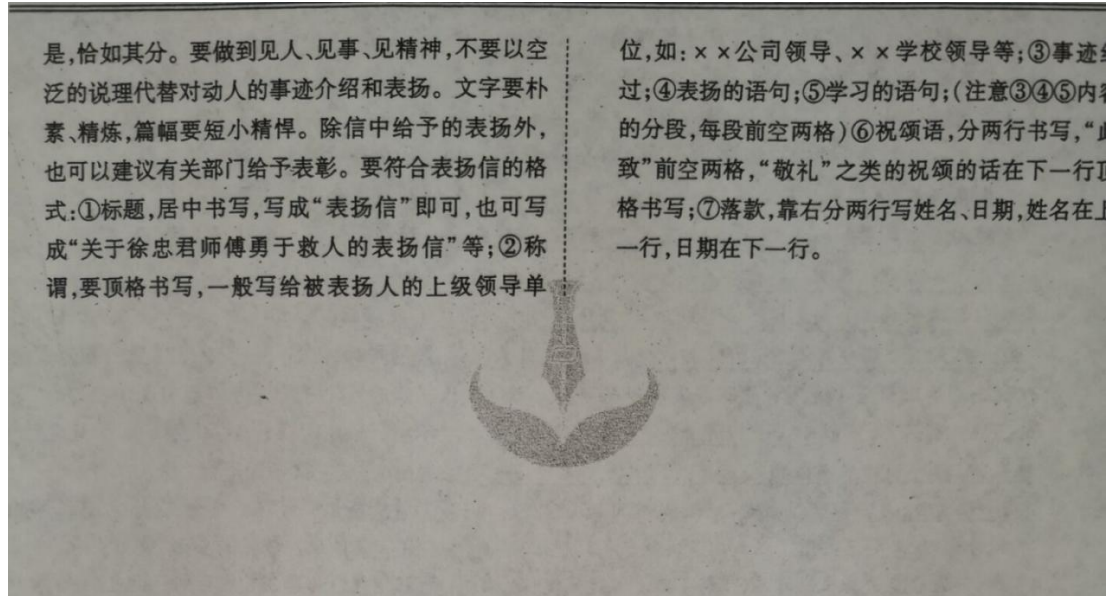 是,恰如其分。要做到见人、见事、见精神,不要以空
泛的说理代替对动人的事迹介绍和表扬。文字要朴
素、精炼,篇幅要短小精悍。除信中给予的表扬外,
也可以建议有关部门给予表彰。要符合表扬信的格
式:①标题,居中书写,写成“表扬信”即可,也可写
成“关于徐忠君师傅勇于救人的表扬信”等;②称
谓,要顶格书写,一般写给被表扬人的上级领导单
位,如:××公司领导、××学校领导等;③事迹
过;④表扬的语句;⑤学习的语句;(注意③④⑤内容
的分段,每段前空两格)⑥祝颂语,分两行书写,“此
致”前空两格,“敬礼”之类的祝颂的话在下一行顶
格书写;⑦落款,靠右分两行写姓名、日期,姓名在上
一行,日期在下一行。